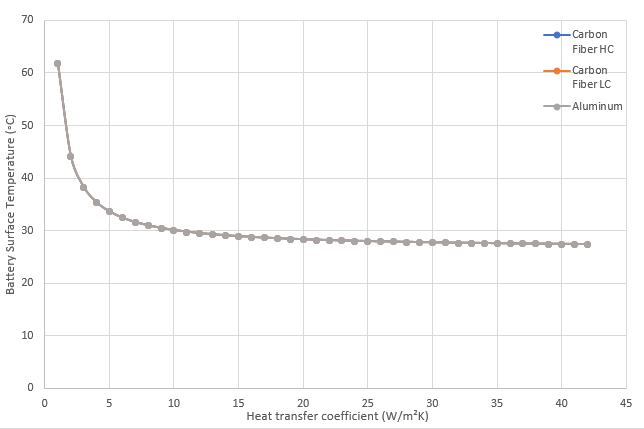 70
60
50
40
30
20
10
0
Battery Surface Temperature (°C)
0 5 10 15 20 25 30 35 40 45
Heat transfer coefficient (W/m²K)
Carbon
Fiber HC
Carbon
Fiber LC
Aluminum